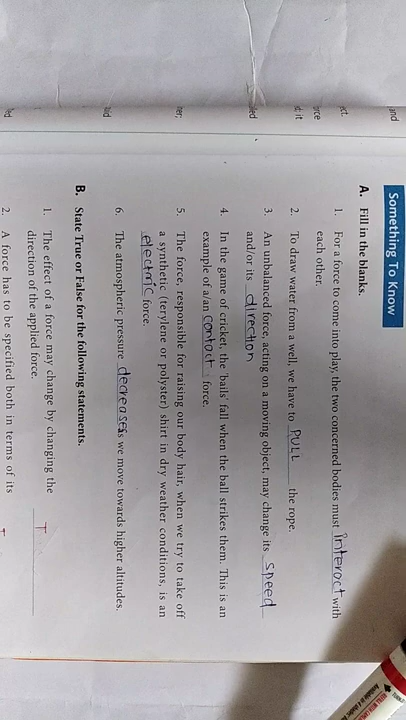 Something To Know
A. Fill in the blanks.
1. For a force to come into play, the two concerned bodies must interact with
each other.
2. To draw water from a well, we have to PULL the rope.
3. An unbalanced force, acting on a moving object, may change its speed
and/or its direction
4. In the game of cricket, the 'bails' fall when the ball strikes them. This is an
example of a/an contact force.
5. The force, responsible for raising our body hair, when we try to take off
a synthetic (terylene or polyester) shirt in dry weather conditions, is an
electric force.
6. The atmospheric pressure decreases as we move towards higher altitudes.
B. State True or False for the following statements.
1. The effect of a force may change by changing the
direction of the applied force. T
2. A force has to be specified both in terms of its